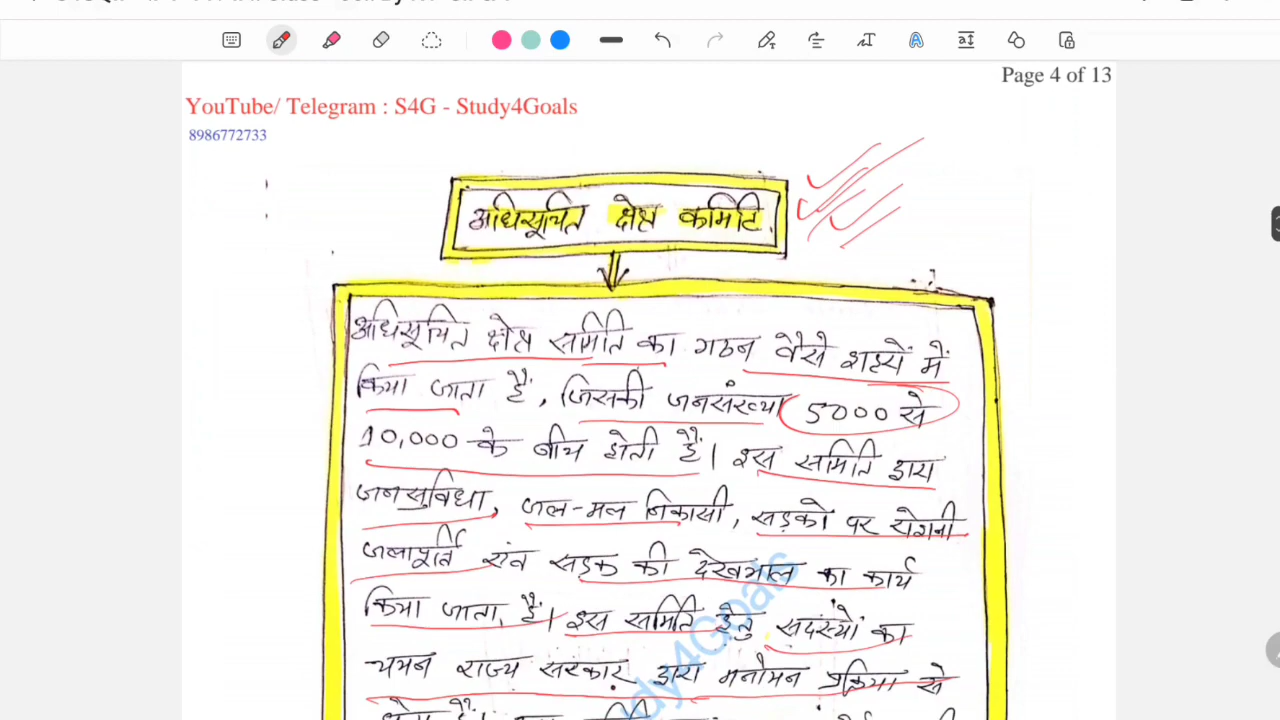 Page 4 of 13
YouTube/ Telegram : S4G - Study4Goals
8986772733
अधिसूचित क्षेत्र कमिटि
अधिसूचित क्षेत्र समिति का गठन वैसे शहरों में
किया जाता है, जिसकी जनसंख्या 5000 से
10,000 के बीच होती है। इस समिति द्वारा
जनसुविधा, जल-मल निकासी, सड़को पर रोशनी
जलापूर्ति एंव सड़क की देखभाल का कार्य
किया जाता है। इस समिति हेतु सदस्यों का
चयन राज्य सरकार द्वारा मनोनयन प्रक्रिया से